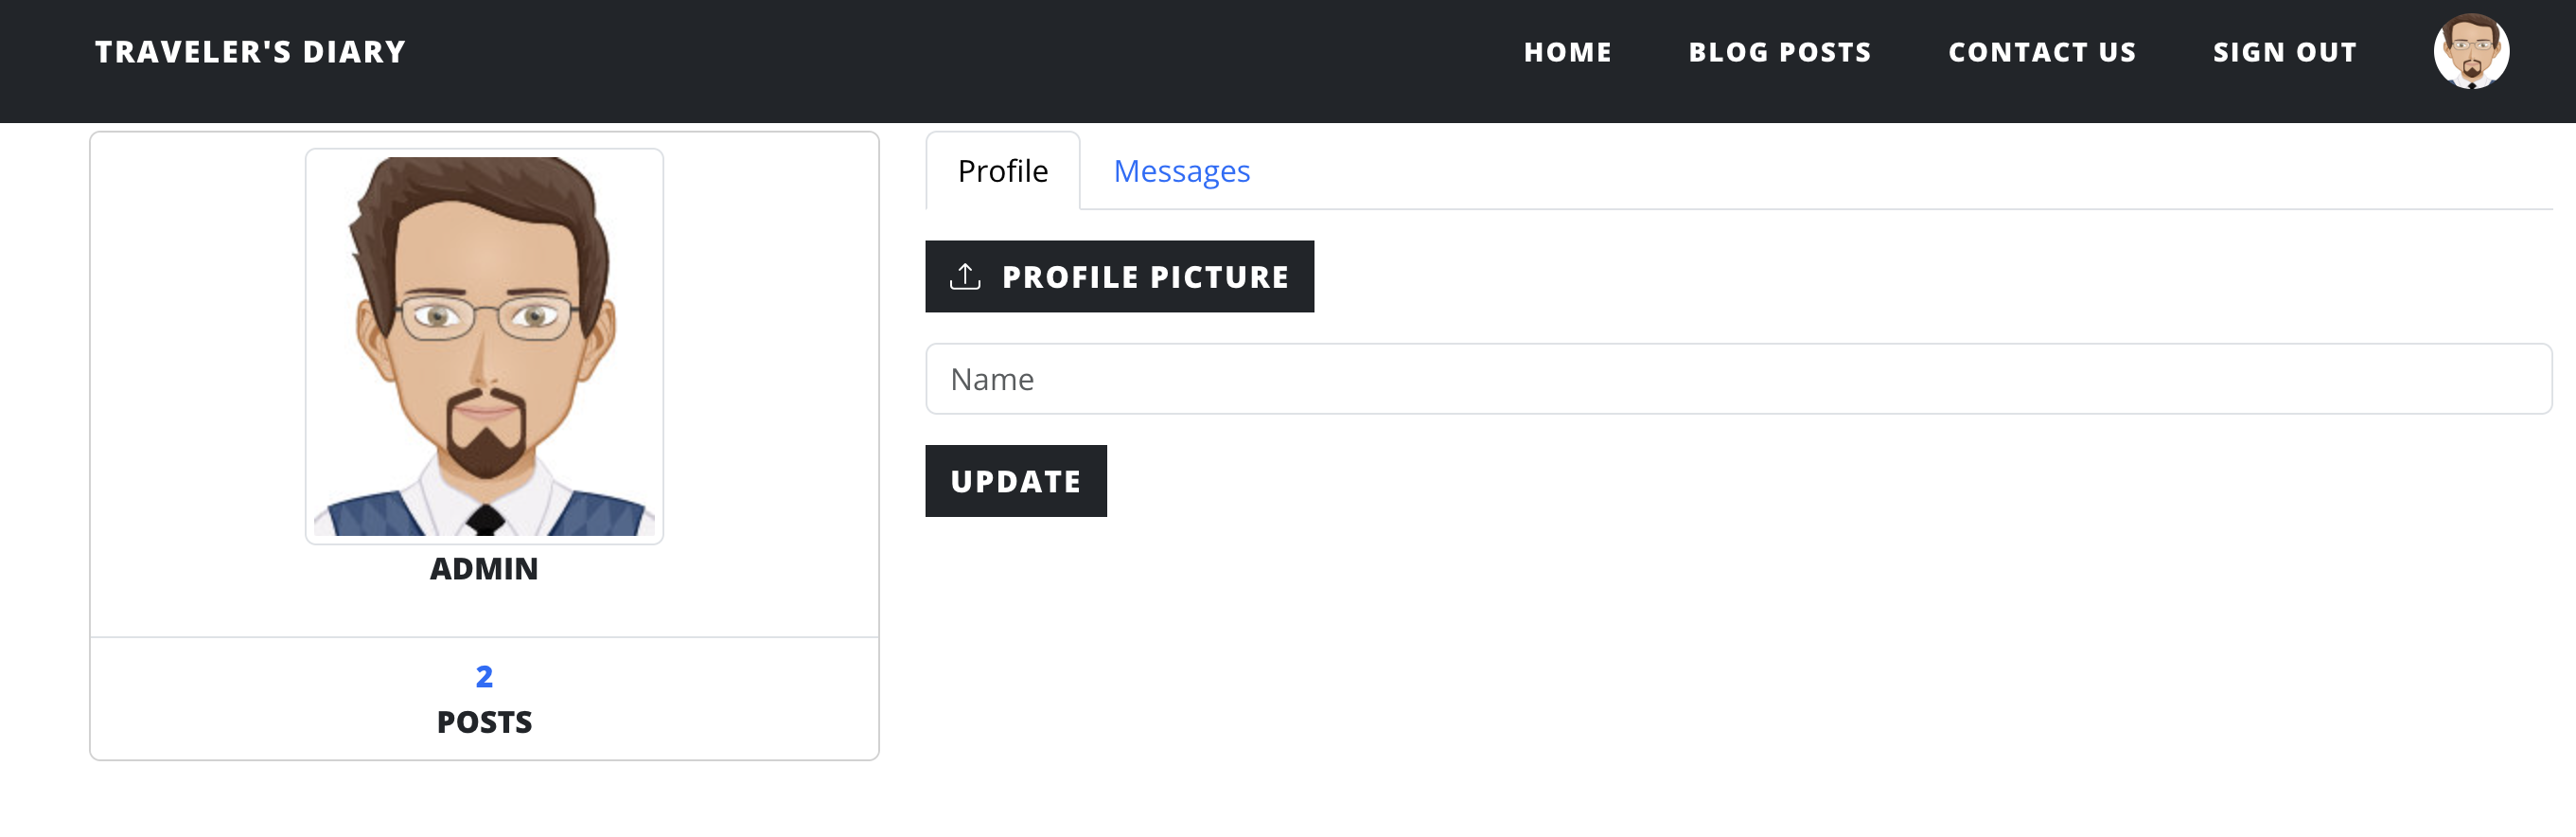 TRAVELER'S DIARY
HOME BLOG POSTS CONTACT US SIGN OUT
ADMIN
2
POSTS
Profile Messages
PROFILE PICTURE
Name
UPDATE